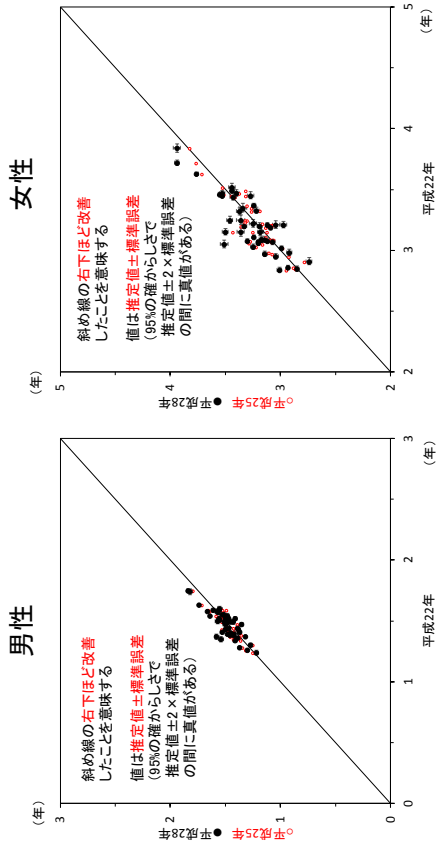 男性
(年)
3
2
1
0
●平成28年
○平成25年
斜め線の右下ほど改善
したことを意味する
値は推定値±標準誤差
(95%の確からしさで
推定値±2×標準誤差
の間に真値がある)
0
1
2
3
(年)
平成22年
女性
(年)
5
4
3
2
●平成28年
○平成25年
斜め線の右下ほど改善
したことを意味する
値は推定値±標準誤差
(95%の確からしさで
推定値±2×標準誤差
の間に真値がある)
2
3
4
5
(年)
平成22年